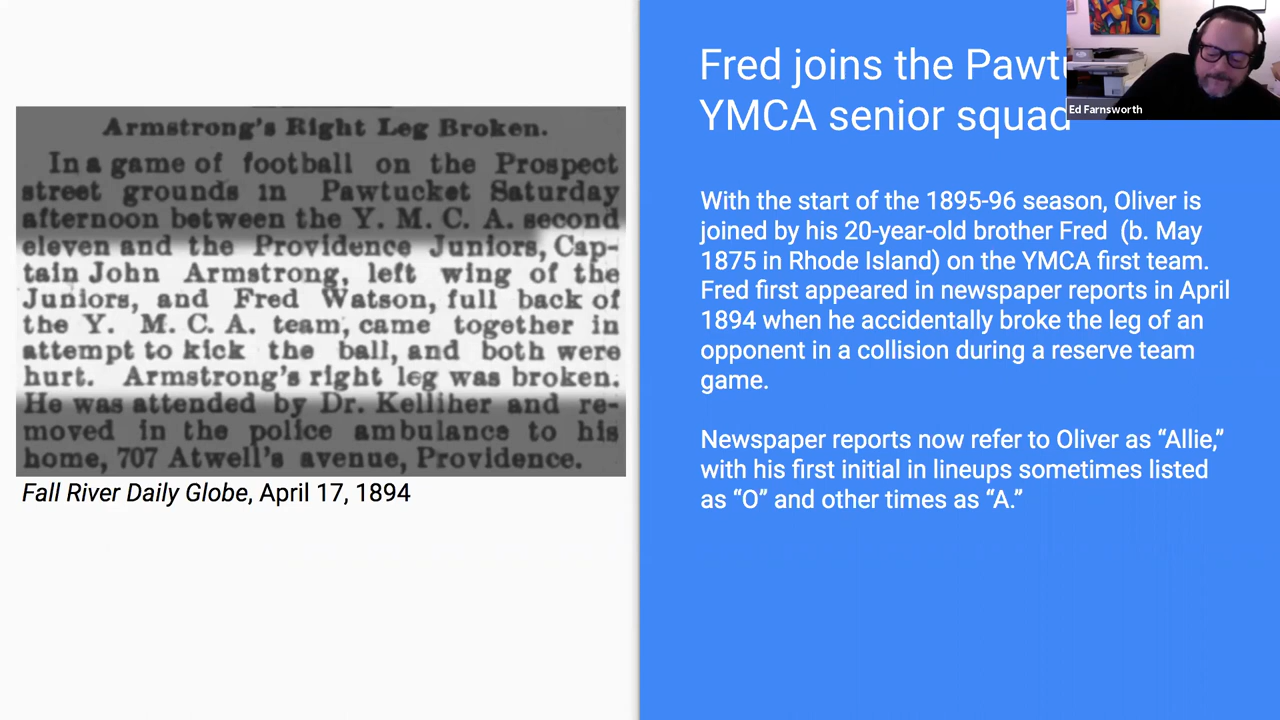 Armstrong's Right Leg Broken.
In a game of football on the Prospect
street grounds in Pawtucket Saturday
afternoon between the Y. M. C. A. second
eleven and the Providence Juniors, Cap-
tain John Armstrong, left wing of the
Juniors, and Fred Watson, full back of
the Y. M. C. A. team, came together in
attempt to kick the ball, and both were
hurt. Armstrong's right leg was broken.
He was attended by Dr. Kelliher and re-
moved in the police ambulance to his
home, 707 Atwell's avenue, Providence.
Fall River Daily Globe, April 17, 1894
Fred joins the
YMCA senior squad
With the start of the 1895-96 season, Oliver is
joined by his 20-year-old brother Fred (b. May
1875 in Rhode Island) on the YMCA first team.
Fred first appeared in newspaper reports in April
1894 when he accidentally broke the leg of an
opponent in a collision during a reserve team
game.
Newspaper reports now refer to Oliver as “Allie,”
with his first initial in lineups sometimes listed
as “O” and other times as “A.”
Ed Farnsworth